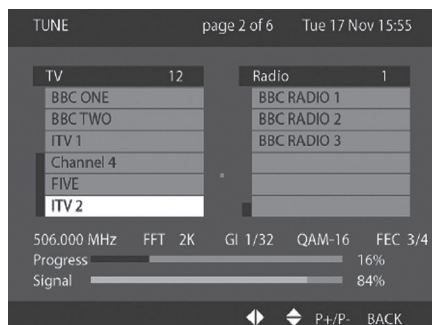 TUNE page 2 of 6 Tue 17 Nov 15:55
TV 12
BBC ONE
BBC TWO
ITV 1
Channel 4
FIVE
ITV 2
Radio 1
BBC RADIO 1
BBC RADIO 2
BBC RADIO 3
506.000 MHz FFT 2K GI 1/32 QAM-16 FEC 3/4
Progress 16%
Signal 84%
P+/P- BACK